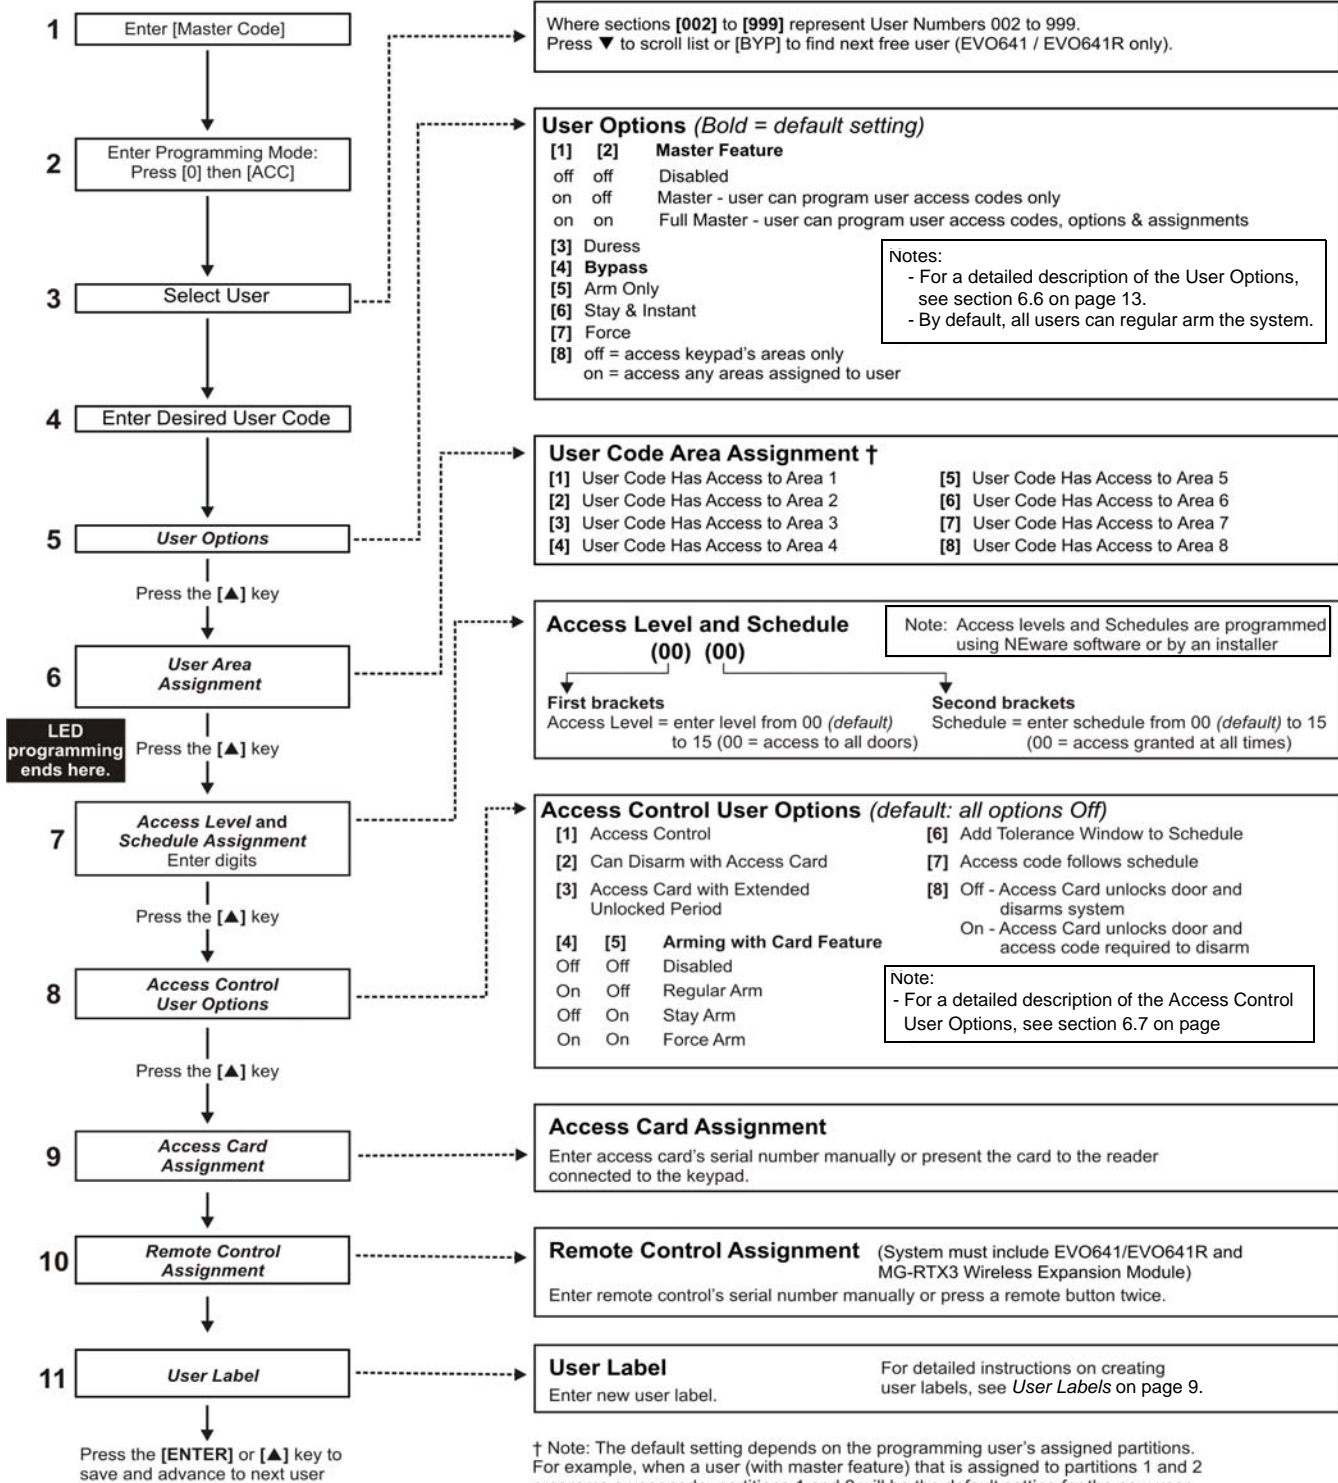 1
Enter [Master Code]
2
Enter Programming Mode:
Press [0] then [ACC]
3
Select User
4
Enter Desired User Code
5
User Options
Press the [▲] key
6
User Area
Assignment
LED
programming
ends here.
Press the [▲] key
7
Access Level and
Schedule Assignment
Enter digits
Press the [▲] key
8
Access Control
User Options
Press the [▲] key
9
Access Card
Assignment
10
Remote Control
Assignment
11
User Label
Press the [ENTER] or [▲] key to
save and advance to next user
Where sections [002] to [999] represent User Numbers 002 to 999.
Press ▼ to scroll list or [BYP] to find next free user (EVO641 / EVO641R only).
User Options (Bold = default setting)
[1] [2] Master Feature
off off Disabled
on off Master - user can program user access codes only
on on Full Master - user can program user access codes, options & assignments
[3] Duress
[4] Bypass
[5] Arm Only
[6] Stay & Instant
[7] Force
[8] off = access keypad's areas only
on = access any areas assigned to user
Notes:
- For a detailed description of the User Options,
see section 6.6 on page 13.
- By default, all users can regular arm the system.
User Code Area Assignment †
[1] User Code Has Access to Area 1
[2] User Code Has Access to Area 2
[3] User Code Has Access to Area 3
[4] User Code Has Access to Area 4
[5] User Code Has Access to Area 5
[6] User Code Has Access to Area 6
[7] User Code Has Access to Area 7
[8] User Code Has Access to Area 8
Access Level and Schedule
(00) (00)
Note: Access levels and Schedules are programmed
using NEware software or by an installer
First brackets
Access Level = enter level from 00 (default)
to 15 (00 = access to all doors)
Second brackets
Schedule = enter schedule from 00 (default) to 15
(00 = access granted at all times)
Access Control User Options (default: all options Off)
[1] Access Control
[2] Can Disarm with Access Card
[3] Access Card with Extended
Unlocked Period
[4] [5] Arming with Card Feature
Off Off Disabled
On Off Regular Arm
Off On Stay Arm
On On Force Arm
[6] Add Tolerance Window to Schedule
[7] Access code follows schedule
[8] Off - Access Card unlocks door and
disarms system
On - Access Card unlocks door and
access code required to disarm
Note:
- For a detailed description of the Access Control
User Options, see section 6.7 on page
Access Card Assignment
Enter access card's serial number manually or present the card to the reader
connected to the keypad.
Remote Control Assignment (System must include EVO641/EVO641R and
MG-RTX3 Wireless Expansion Module)
Enter remote control's serial number manually or press a remote button twice.
User Label
Enter new user label.
For detailed instructions on creating
user labels, see User Labels on page 9.
† Note: The default setting depends on the programming user's assigned partitions.
For example, when a user (with master feature) that is assigned to partitions 1 and 2